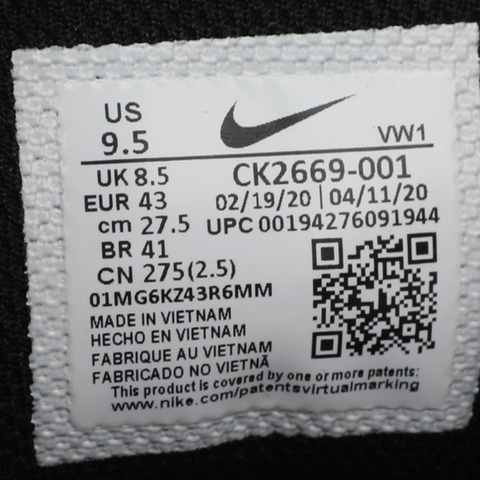 US
9.5
VW1
UK 8.5
CK2669-001
EUR 43
02/19/20 | 04/11/20
cm 27.5
UPC 00194276091944
BR 41
CN 275(2.5)
01MG6KZ43R6MM
MADE IN VIETNAM
HECHO EN VIETNAM
FABRIQUE AU VIETNAM
FABRICADO NO VIETNÃ
This product is covered by one or more patents:
www.nike.com/patentsvirtualmarking